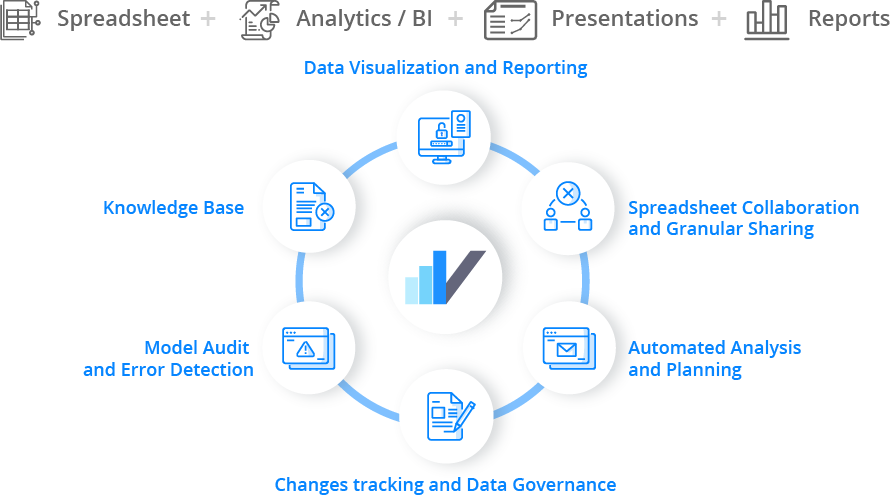 Spreadsheet + Analytics / BI + Presentations + Reports
Data Visualization and Reporting
Knowledge Base
Spreadsheet Collaboration
and Granular Sharing
Model Audit
and Error Detection
Automated Analysis
and Planning
Changes tracking and Data Governance